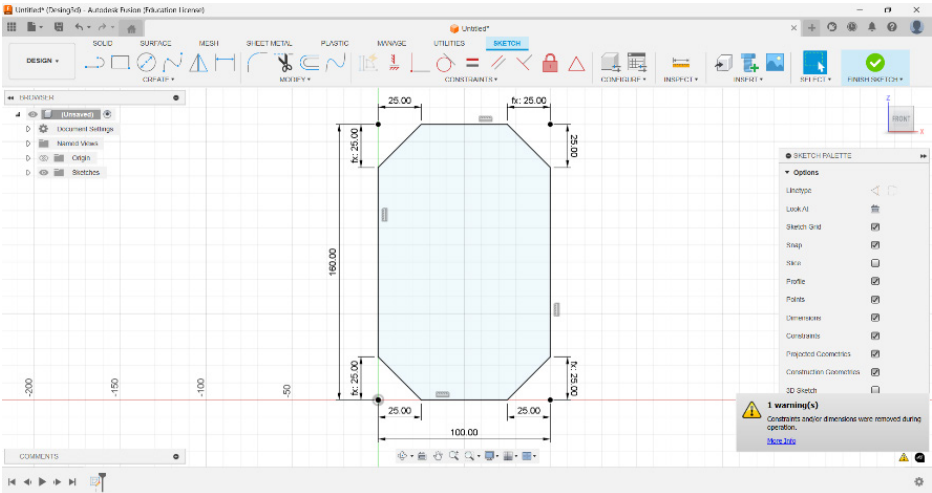 Untitled* (Desing3d) - Autodesk Fusion (Education License)
Untitled*
SOLID SURFACE MESH SHEET METAL PLASTIC MANAGE UTILITIES SKETCH
DESIGN
CREATE MODIFY CONSTRAINTS CONFIGURE INSPECT INSERT SELECT FINISH SKETCH
BROWSER
(Unsaved)
Document Settings
Named Views
Origin
Sketches
25.00 fx: 25.00
fx: 25.00
25.00
160.00
fx: 25.00
fx: 25.00
25.00 25.00
100.00
-200 -150 -100 -50
Z
FRONT
X
SKETCH PALETTE
Options
Linetype
Look At
Sketch Grid
Snap
Slice
Profile
Points
Dimensions
Constraints
Projected Geometries
Construction Geometries
3D Sketch
1 warning(s)
Constraints and/or dimensions were removed during
operation.
More Info
COMMENTS